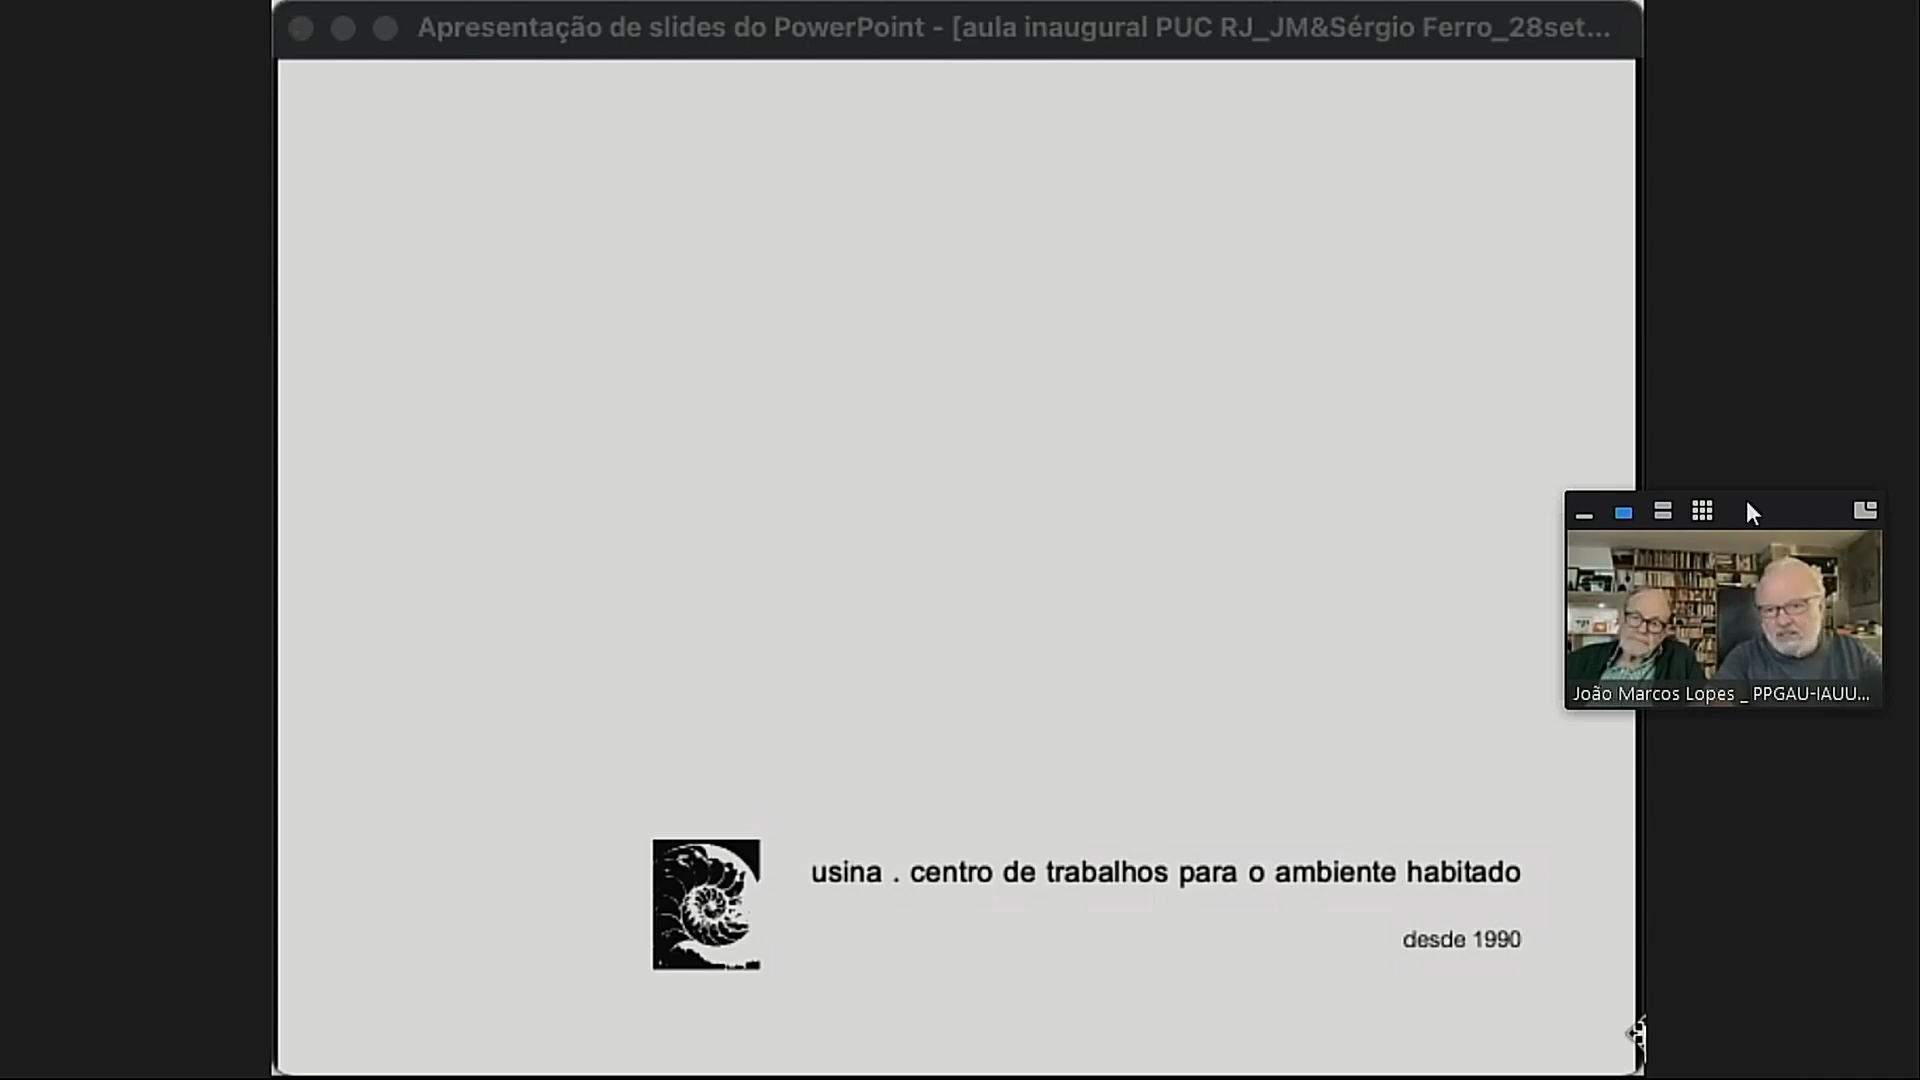 Apresentação de slides do PowerPoint - [aula inaugural PUC RJ_JM&Sérgio Ferro_28set...
João Marcos Lopes _ PPGAU-IAUU...
usina . centro de trabalhos para o ambiente habitado
desde 1990